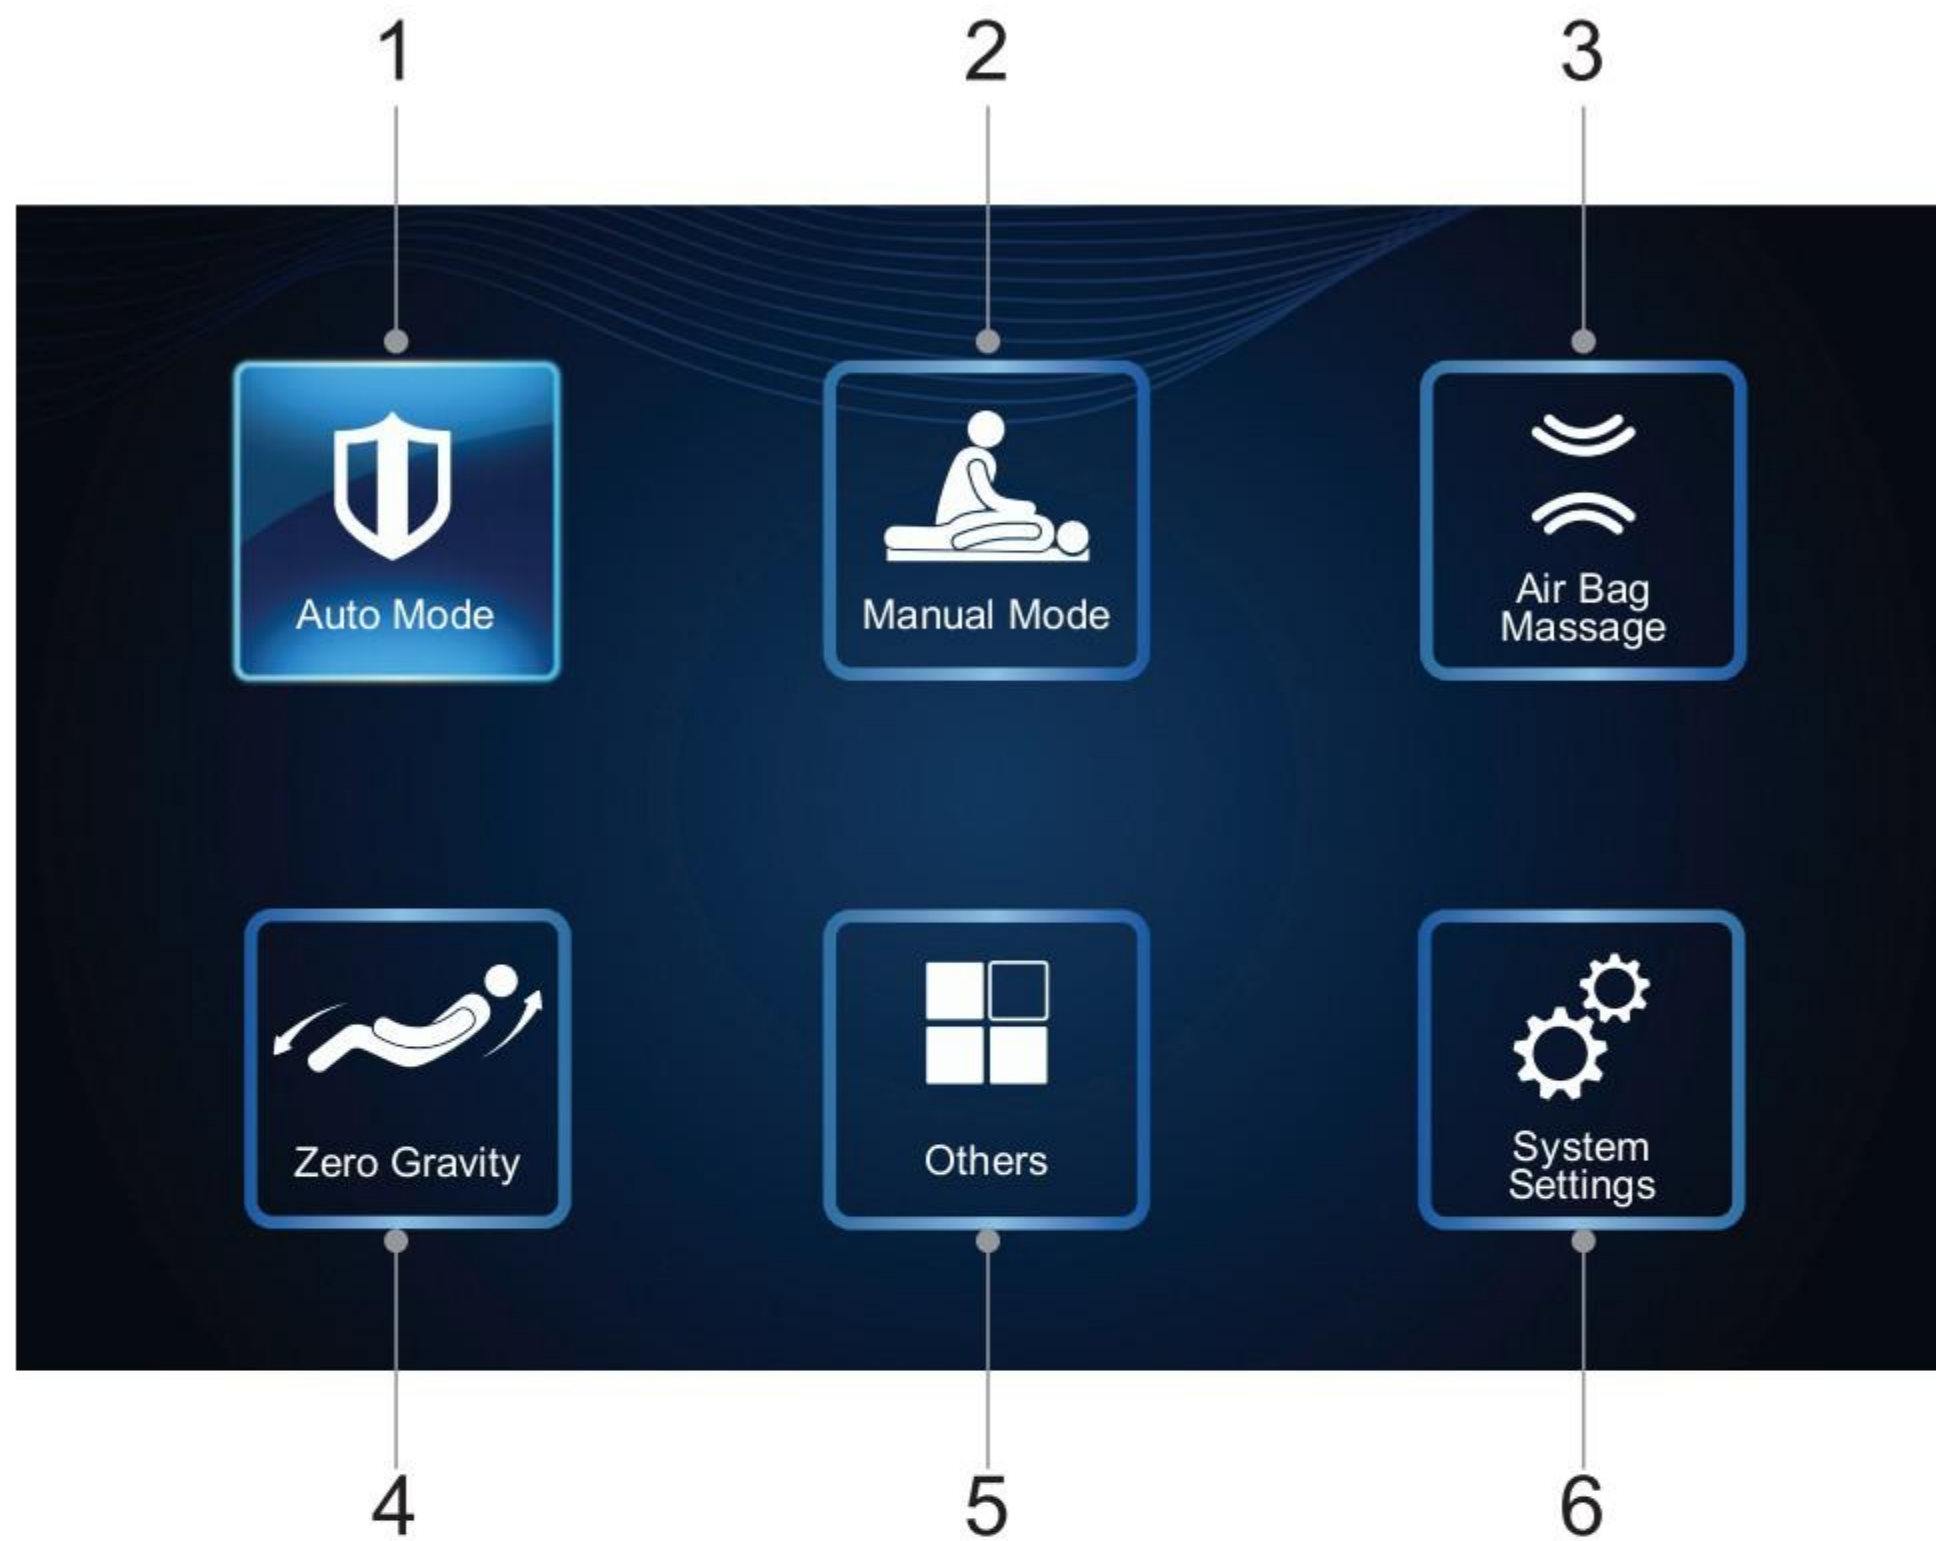 1 2 3
Auto Mode
Manual Mode
Air Bag
Massage
Zero Gravity
Others
System
Settings
4 5 6